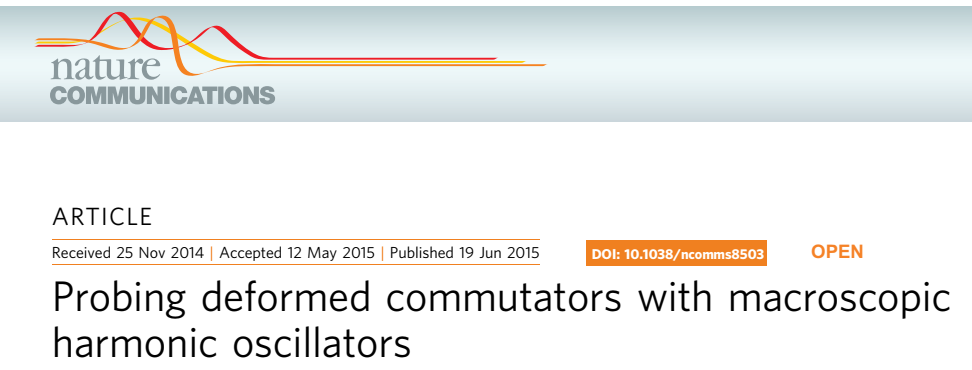 nature
COMMUNICATIONS
ARTICLE
Received 25 Nov 2014 | Accepted 12 May 2015 | Published 19 Jun 2015 DOI: 10.1038/ncomms8503 OPEN
Probing deformed commutators with macroscopic
harmonic oscillators